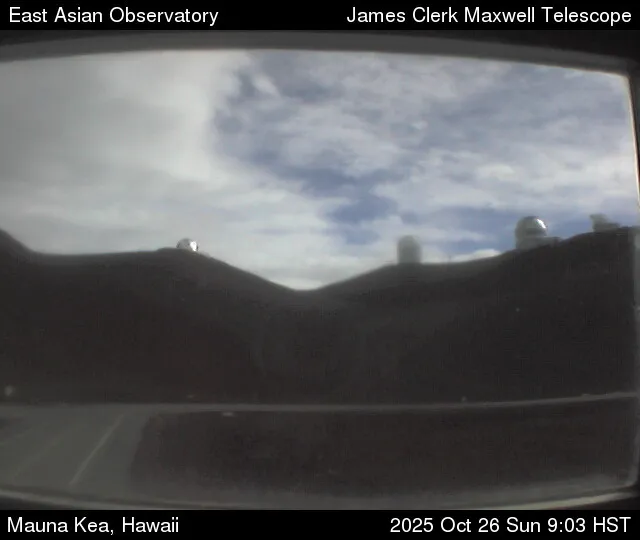 East Asian Observatory
James Clerk Maxwell Telescope
Mauna Kea, Hawaii
2025 Oct 26 Sun 9:03 HST